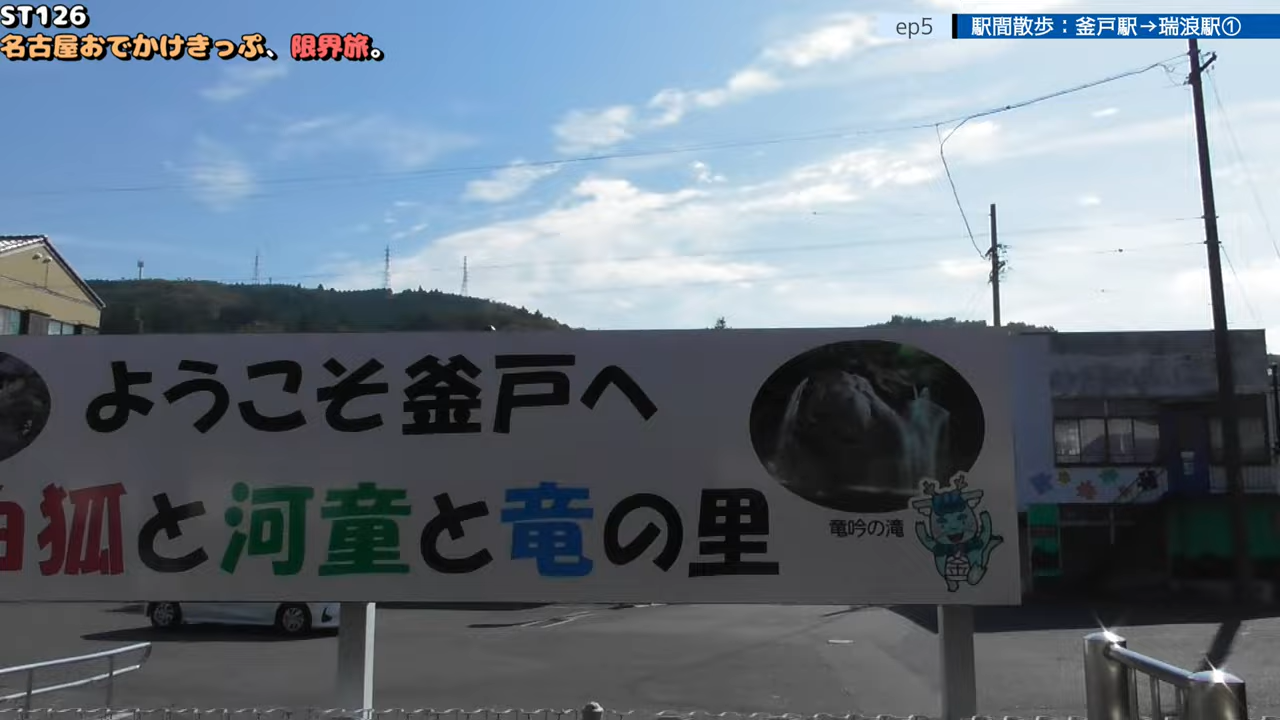 ST126
名古屋おでかけきっぷ、限界旅。
ep5
駅間散歩：釜戸駅→瑞浪駅①
ようこそ釜戸へ
白狐と河童と竜の里
竜吟の滝
釜